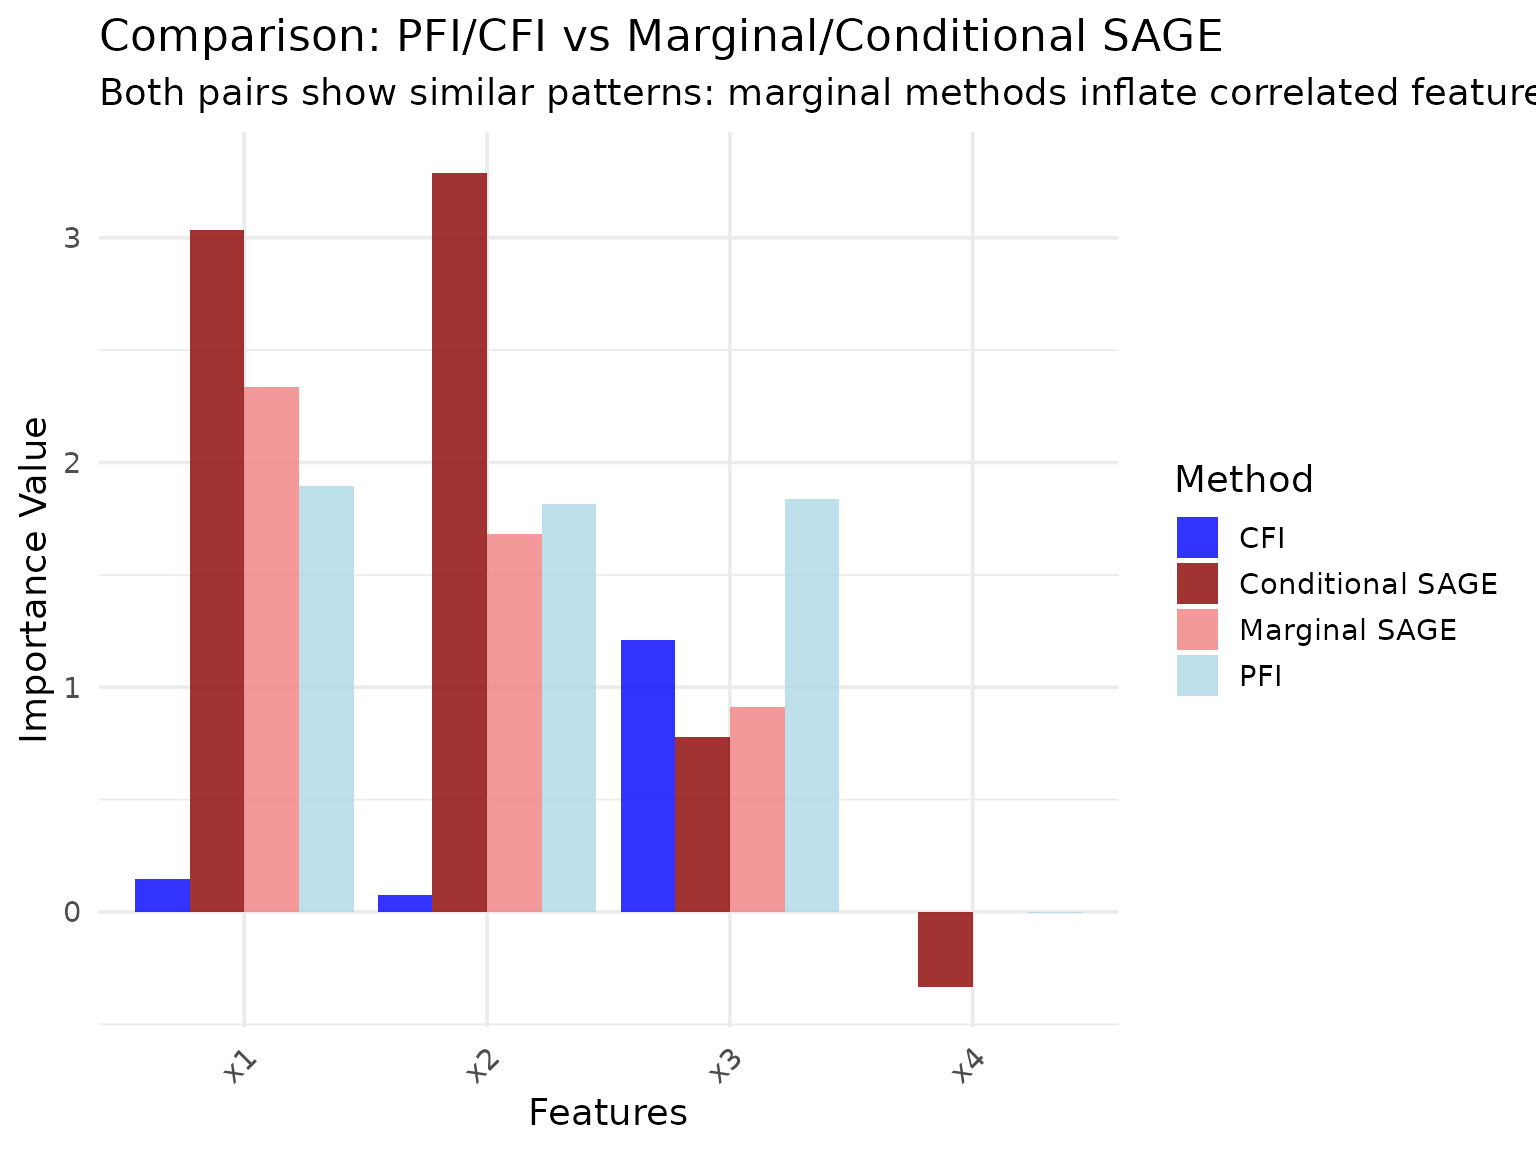 Comparison: PFI/CFI vs Marginal/Conditional SAGE
Both pairs show similar patterns: marginal methods inflate correlated feature
3
2
1
0
Importance Value
x1
x2
x3
x4
Features
Method
CFI
Conditional SAGE
Marginal SAGE
PFI